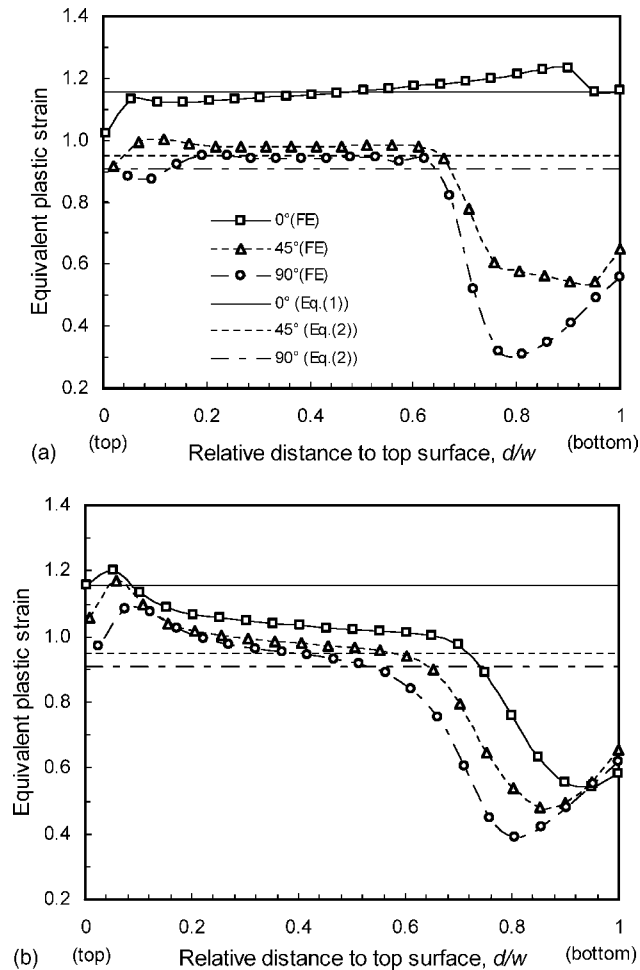 1.4
1.2
1.0
0.8
0.6
0.4
0.2
Equivalent plastic strain
0°(FE)
45°(FE)
90°(FE)
0° (Eq.(1))
45° (Eq.(2))
90° (Eq.(2))
0 0.2 0.4 0.6 0.8 1
(a) (top) Relative distance to top surface, d/w (bottom)
1.4
1.2
1.0
0.8
0.6
0.4
0.2
Equivalent plastic strain
0 0.2 0.4 0.6 0.8 1
(b) (top) Relative distance to top surface, d/w (bottom)